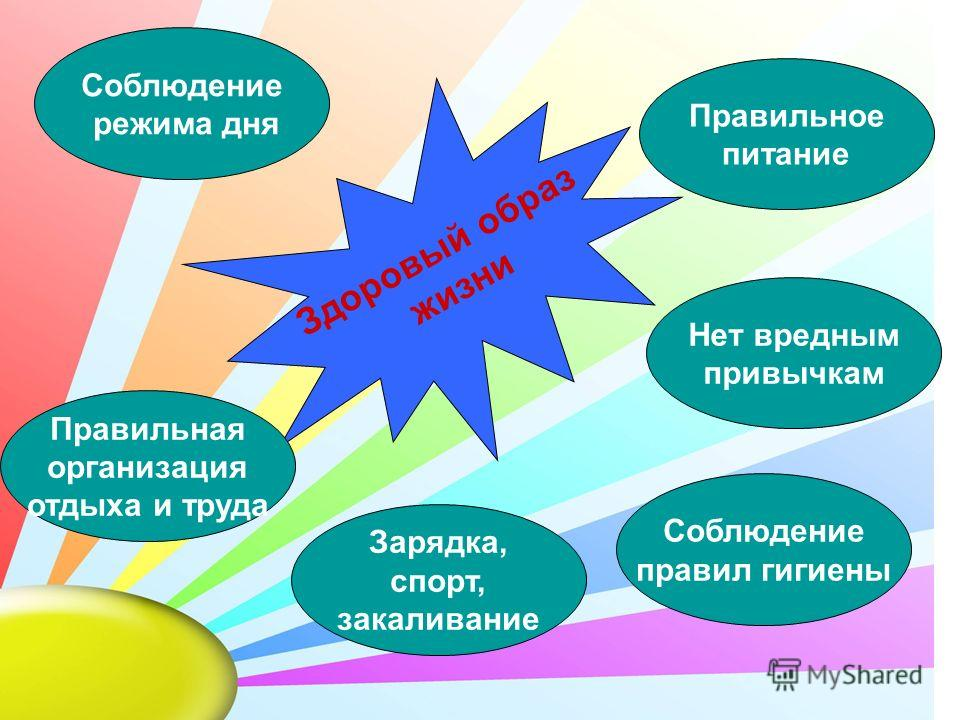 Соблюдение
режима дня
Правильное
питание
Здоровый образ
жизни
Нет вредным
привычкам
Правильная
организация
отдыха и труда
Зарядка,
спорт,
закаливание
Соблюдение
правил гигиены
MyShared